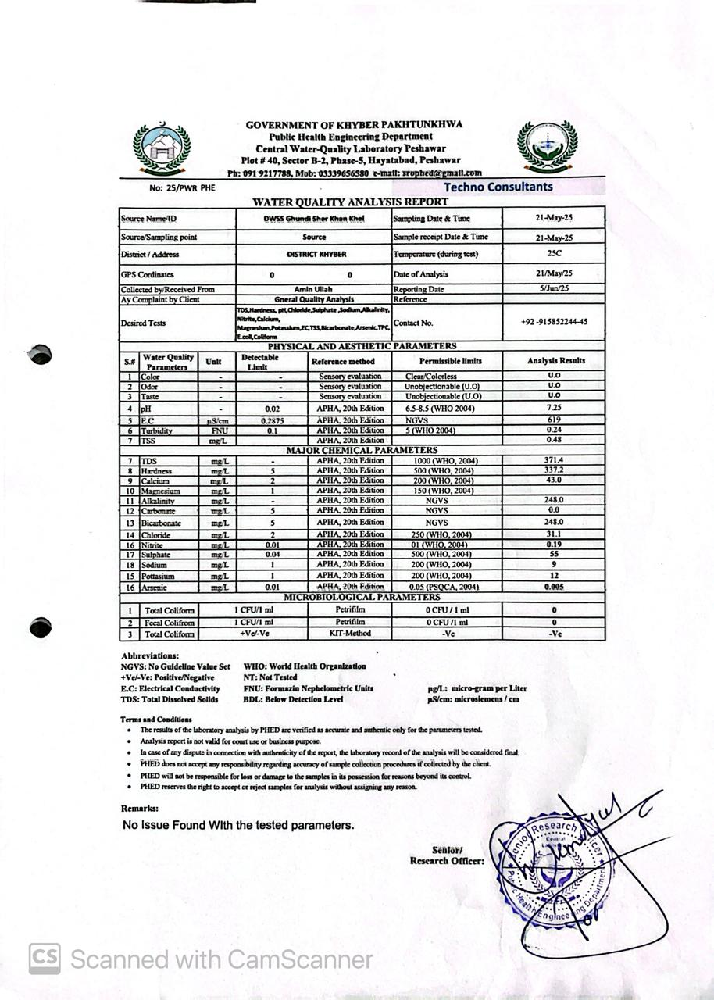 GOVERNMENT OF KHYBER PAKHTUNKHWA
Public Health Engineering Department
Central Water-Quality Laboratory Peshawar
Plot # 40, Sector B-2, Phase-5, Hayatabad, Peshawar
Ph: 091 9217788, Mob: 03339656580 e-mail: srophed@gmail.com
No: 25/PWR PHE Techno Consultants
WATER QUALITY ANALYSIS REPORT
Source Name/ID DWSS Ghundi Sher Khan Khel Sampling Date & Time 21-May-25
Source/Sampling point Source Sample receipt Date & Time 21-May-25
District / Address DISTRICT KHYBER Temperature (during test) 25C
GPS Cordinates 0 0 Date of Analysis 21/May/25
Collected by/Received From Amin Ullah Reporting Date 5/Jun/25
Ay Complaint by Client Gneral Quality Analysis Reference
Desired Tests TDS,Hardness, pH,Chloride,Sulphate ,Sodium,Alkalinity,
Nitrite,Calcium,
Magnesium,Potassium,EC,TSS,Bicarbonate,Arsenic,TPC,
E.coli,Coliform Contact No. +92 -915852244-45
PHYSICAL AND AESTHETIC PARAMETERS
S.# Water Quality Parameters Unit Detectable Limit Reference method Permissible limits Analysis Results
1 Color - - Sensory evaluation Clear/Colorless U.O
2 Odor - - Sensory evaluation Unobjectionable (U.O) U.O
3 Taste - - Sensory evaluation Unobjectionable (U.O) U.O
4 pH - 0.02 APHA, 20th Edition 6.5-8.5 (WHO 2004) 7.25
5 E.C µS/cm 0.2875 APHA, 20th Edition NGVS 619
6 Turbidity FNU 0.1 APHA, 20th Edition 5 (WHO 2004) 0.24
7 TSS mg/L APHA, 20th Edition 0.48
MAJOR CHEMICAL PARAMETERS
7 TDS mg/L - APHA, 20th Edition 1000 (WHO, 2004) 371.4
8 Hardness mg/L 5 APHA, 20th Edition 500 (WHO, 2004) 337.2
9 Calcium mg/L 2 APHA, 20th Edition 200 (WHO, 2004) 43.0
10 Magnesium mg/L 1 APHA, 20th Edition 150 (WHO, 2004)
11 Alkalinity mg/L - APHA, 20th Edition NGVS 248.0
12 Carbonate mg/L 5 APHA, 20th Edition NGVS 0.0
13 Bicarbonate mg/L 5 APHA, 20th Edition NGVS 248.0
14 Chloride mg/L 2 APHA, 20th Edition 250 (WHO, 2004) 31.1
16 Nitrite mg/L 0.01 APHA, 20th Edition 01 (WHO, 2004) 0.19
17 Sulphate mg/L 0.04 APHA, 20th Edition 500 (WHO, 2004) 55
18 Sodium mg/L 1 APHA, 20th Edition 200 (WHO, 2004) 9
15 Pottasium mg/L 1 APHA, 20th Edition 200 (WHO, 2004) 12
16 Arsenic mg/L 0.01 APHA, 20th Edition 0.05 (PSQCA, 2004) 0.005
MICROBIOLOGICAL PARAMETERS
1 Total Coliform 1 CFU/1 ml Petrifilm 0 CFU / 1 ml 0
2 Fecal Colifrom 1 CFU/1 ml Petrifilm 0 CFU /1 ml 0
3 Total Coliform +Ve/-Ve KIT-Method -Ve -Ve
Abbreviations:
NGVS: No Guideline Value Set WHO: World Health Organization
+Ve/-Ve: Positive/Negative NT: Not Tested
E.C: Electrical Conductivity FNU: Formazin Nephelometric Units µg/L: micro-gram per Liter
TDS: Total Dissolved Solids BDL: Below Detection Level µS/cm: microsiemens / cm
Terms and Conditions
• The results of the laboratory analysis by PHED are verified as accurate and authentic only for the parameters tested.
• Analysis report is not valid for court use or business purpose.
• In case of any dispute in connection with authenticity of the report, the laboratory record of the analysis will be considered final.
• PHED does not accept any responsibility regarding accuracy of sample collection procedures if collected by the client.
• PHED will not be responsible for loss or damage to the samples in its possession for reasons beyond its control.
• PHED reserves the right to accept or reject samples for analysis without assigning any reason.
Remarks:
No Issue Found WIth the tested parameters.
Senior/
Research Officer:
Senior Research Officer
Central
Public Health Engineering Department
for
CS Scanned with CamScanner